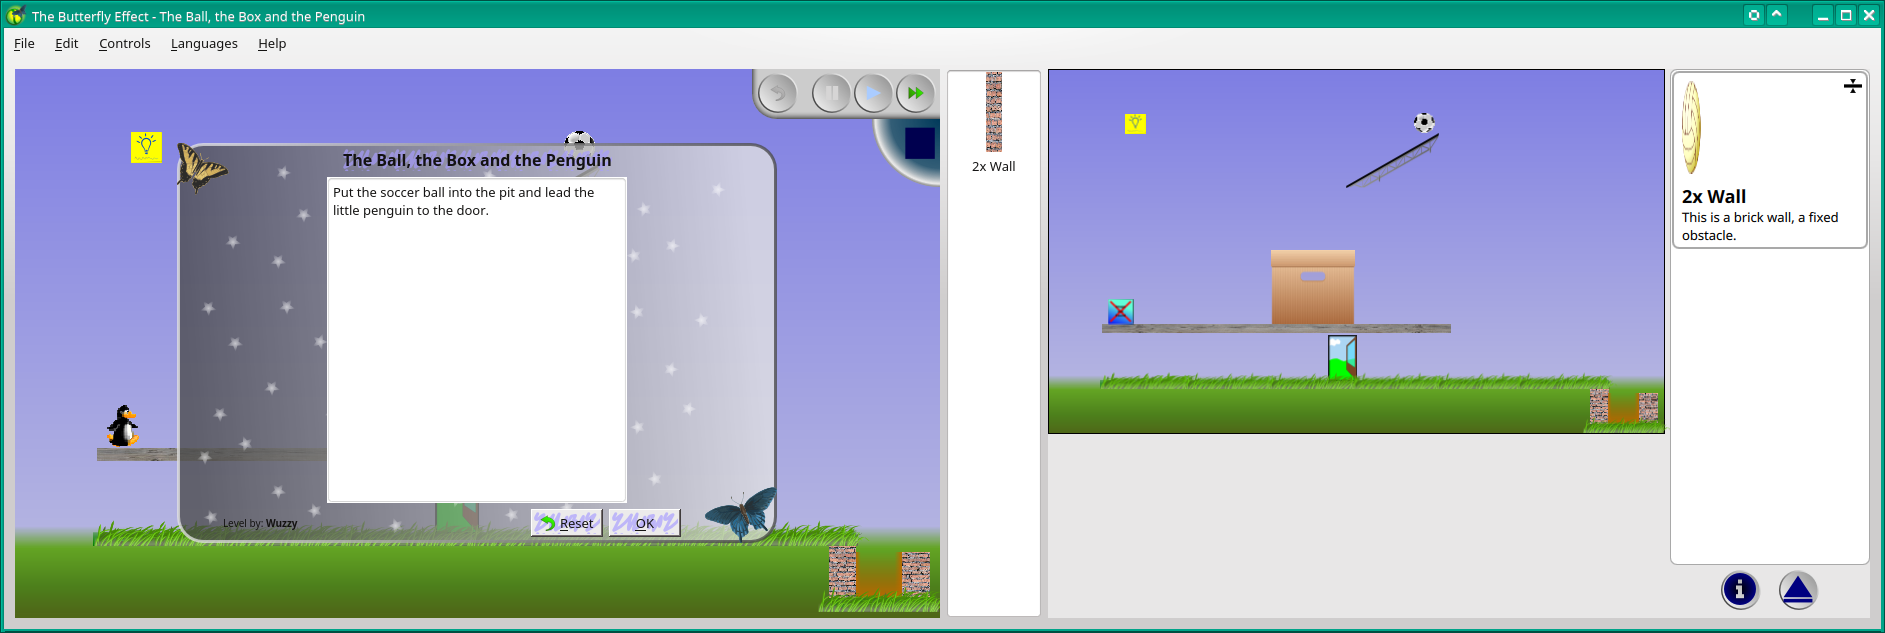 The Butterfly Effect - The Ball, the Box and the Penguin
File Edit Controls Languages Help
The Ball, the Box and the Penguin
Put the soccer ball into the pit and lead the
little penguin to the door.
Level by: Wuzzy
Reset OK
2x Wall
2x Wall
This is a brick wall, a fixed
obstacle.